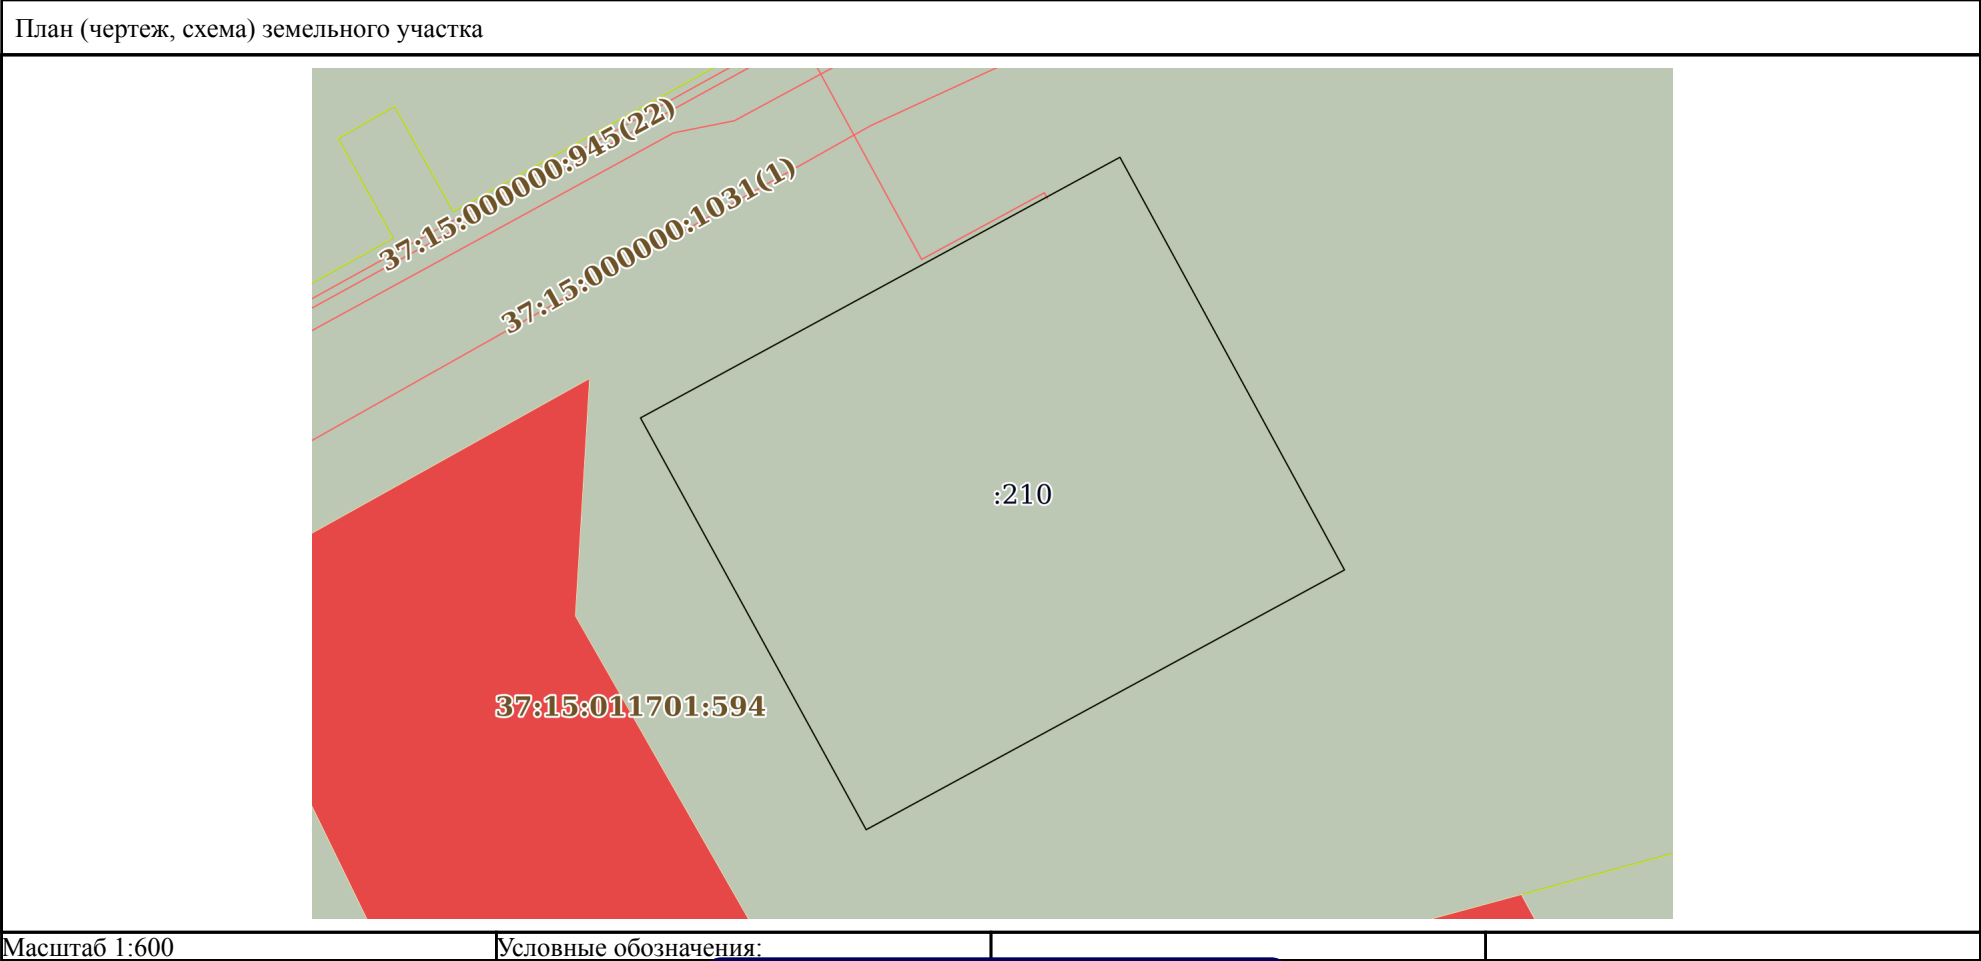 План (чертеж, схема) земельного участка
37:15:000000:945(22)
37:15:000000:1031(1)
:210
37:15:011701:594
Масштаб 1:600
Условные обозначения: